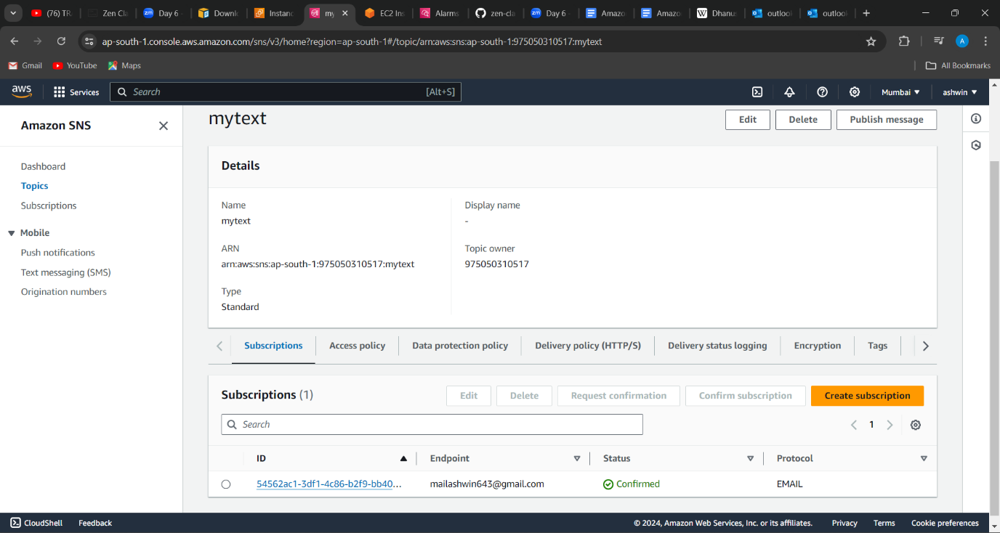 (76) TR
Zen Cla
Day 6 -
Downl
Instanc
my
EC2 Ins
Alarms
zen-cla
Day 6 -
Amazo
Amazo
Dhanus
outlook
outlook
ap-south-1.console.aws.amazon.com/sns/v3/home?region=ap-south-1#/topic/arn:aws:sns:ap-south-1:975050310517:mytext
A
Gmail
YouTube
Maps
All Bookmarks
aws
Services
Search
[Alt+S]
Mumbai
ashwin
Amazon SNS
Dashboard
Topics
Subscriptions
Mobile
Push notifications
Text messaging (SMS)
Origination numbers
mytext
Edit
Delete
Publish message
Details
Name
mytext
ARN
arn:aws:sns:ap-south-1:975050310517:mytext
Type
Standard
Display name
-
Topic owner
975050310517
Subscriptions
Access policy
Data protection policy
Delivery policy (HTTP/S)
Delivery status logging
Encryption
Tags
Subscriptions (1)
Edit
Delete
Request confirmation
Confirm subscription
Create subscription
Search
1
ID
Endpoint
Status
Protocol
54562ac1-3df1-4c86-b2f9-bb40...
mailashwin643@gmail.com
Confirmed
EMAIL
CloudShell
Feedback
© 2024, Amazon Web Services, Inc. or its affiliates.
Privacy
Terms
Cookie preferences